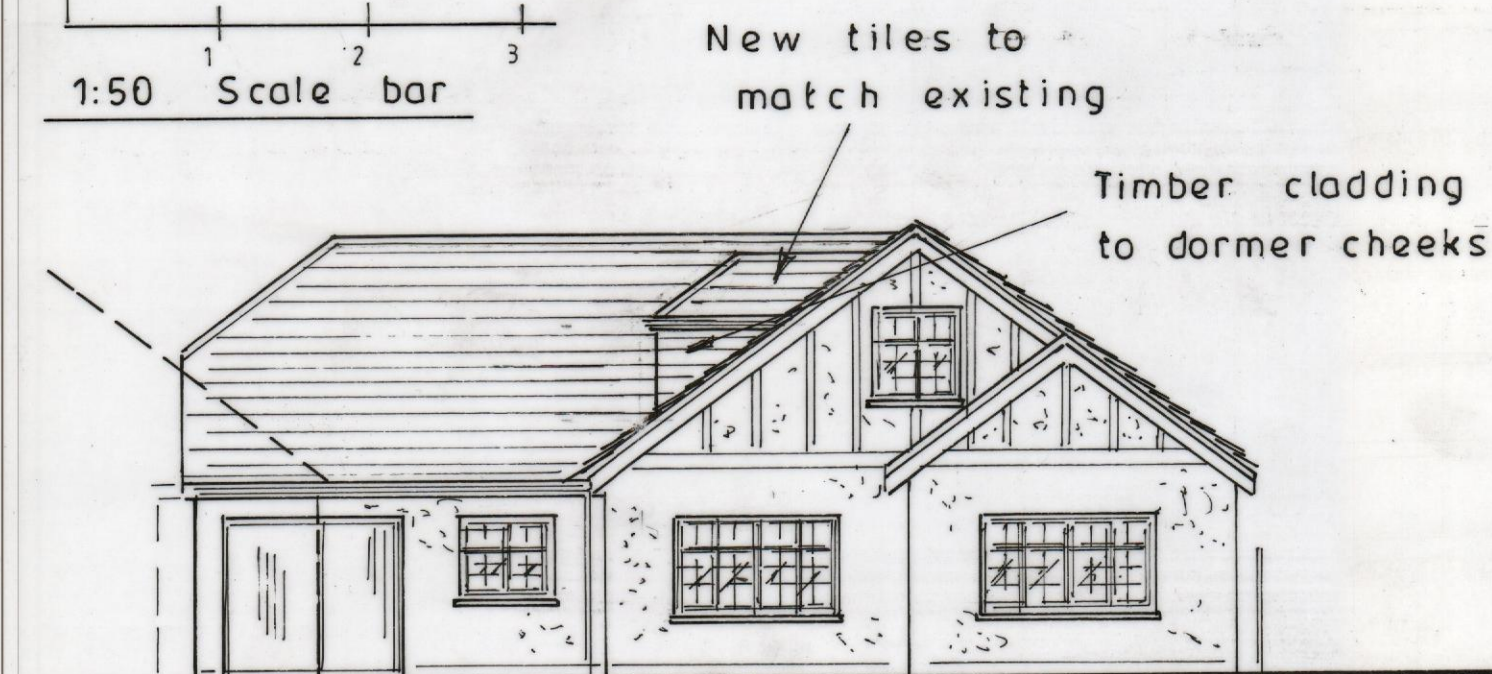 1 2 3
1:50 Scale bar
New tiles to
match existing
Timber cladding
to dormer cheeks